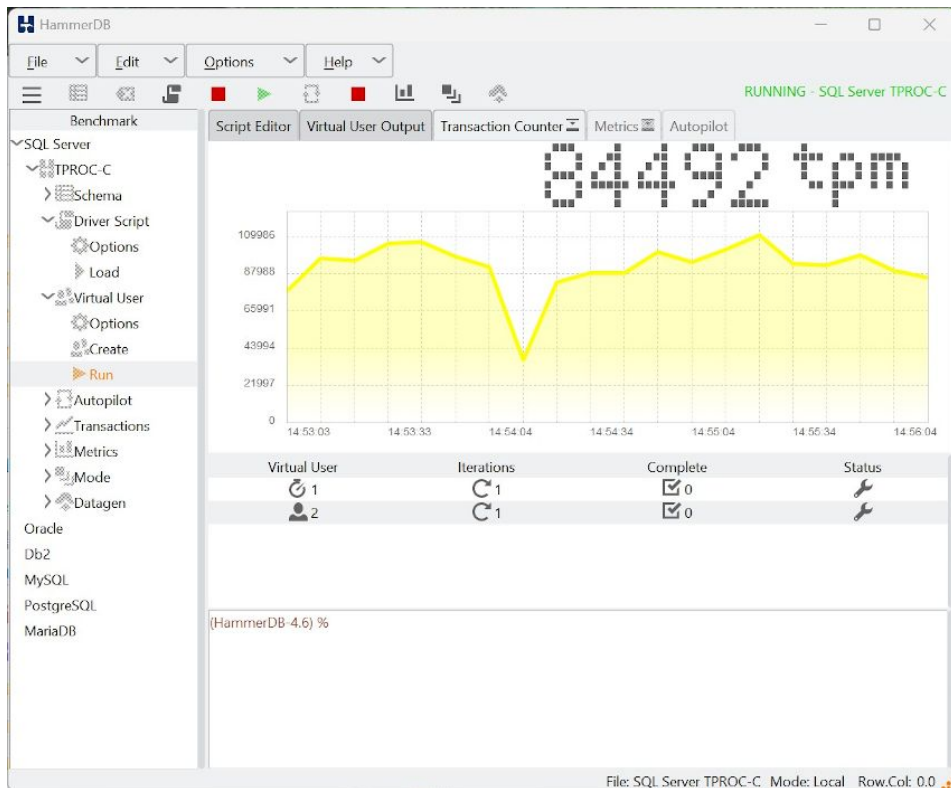 HammerDB
File Edit Options Help
RUNNING - SQL Server TPROC-C
Benchmark
SQL Server
TPROC-C
Schema
Driver Script
Options
Load
Virtual User
Options
Create
Run
Autopilot
Transactions
Metrics
Mode
Datagen
Oracle
Db2
MySQL
PostgreSQL
MariaDB
Script Editor Virtual User Output Transaction Counter Metrics Autopilot
84492 tpm
109985
87988
65991
43994
21997
0
14:53:03 14:53:33 14:54:04 14:54:34 14:55:04 14:55:34 14:56:04
Virtual User Iterations Complete Status
1 1 0
2 1 0
(HammerDB-4.6) %
File: SQL Server TPROC-C Mode: Local Row.Col: 0.0